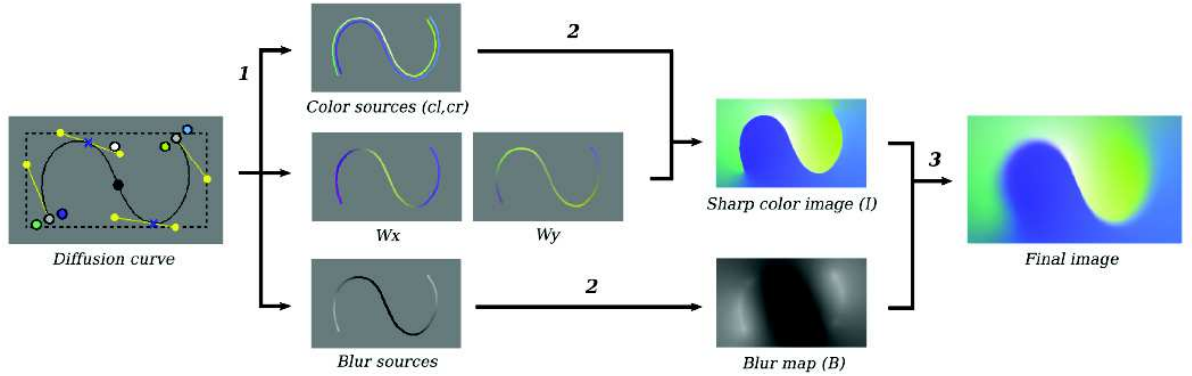 1
2
Color sources (cl,cr)
Diffusion curve
Wx
Wy
Sharp color image (I)
3
Final image
2
Blur sources
Blur map (B)